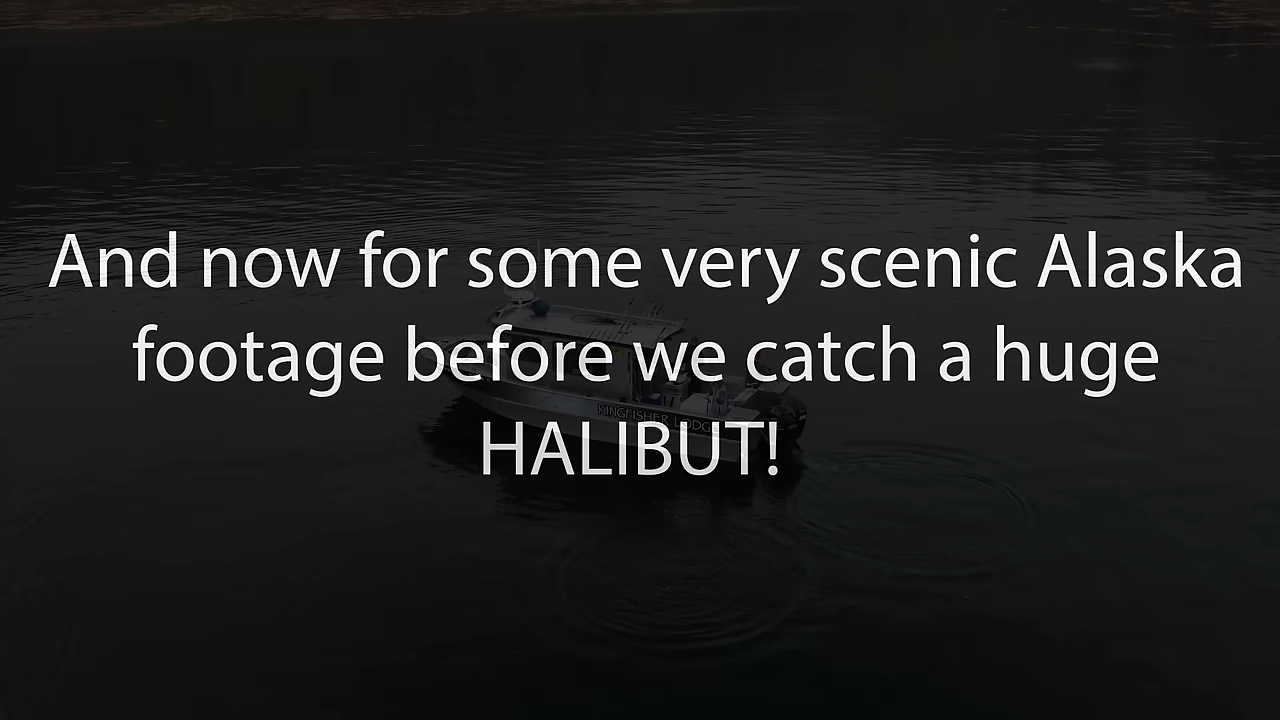 And now for some very scenic Alaska
footage before we catch a huge
KINGFISHER LODGE
HALIBUT!